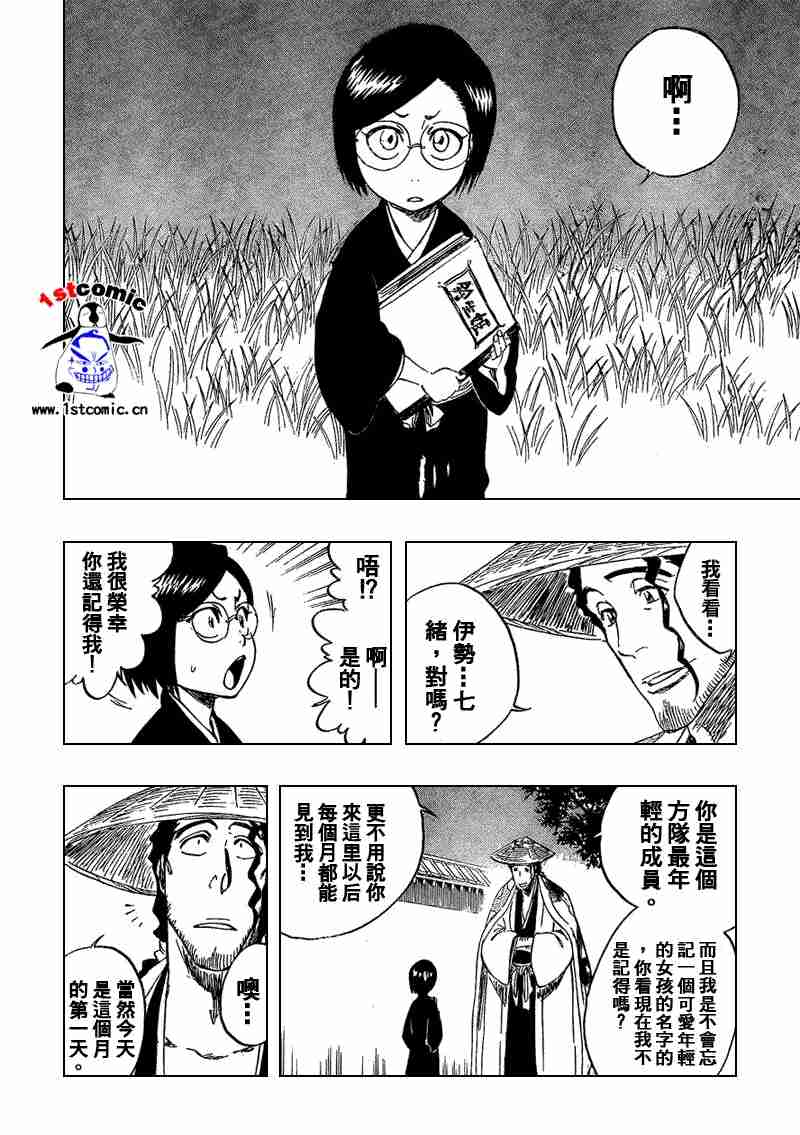 啊…
1stcomic
www.1stcomic.cn
我看看…
伊勢…七
緒，對嗎？
唔!?
啊——
是的！
我很榮幸
你還記得我！
你是這個
方隊最年
輕的成員。
而且我是不會忘
記一個可愛年輕
的女孩的名字的
，你看現在我不
是記得嗎？
更不用說你
來這里以后
每個月都能
見到我…
噢…
當然今天
是這個月
的第一天。